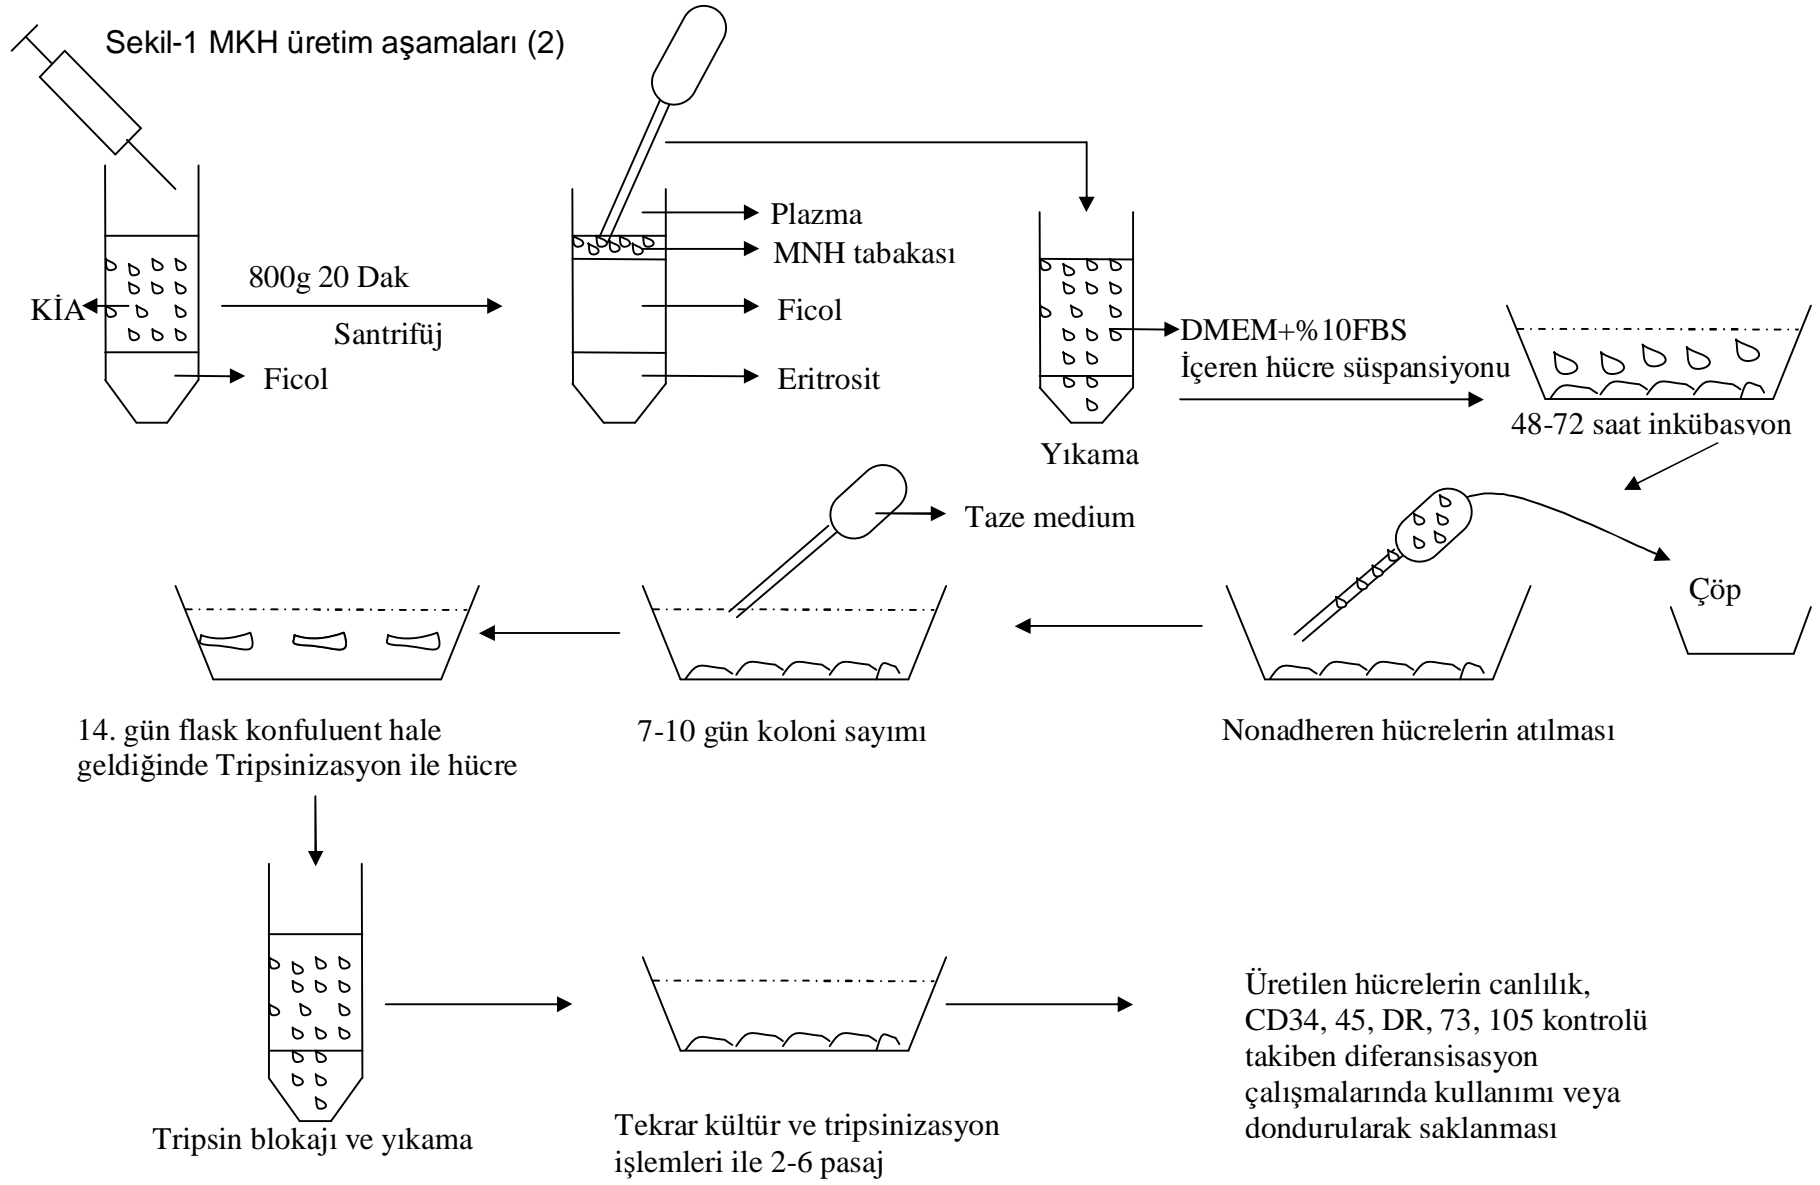 Sekil-1 MKH üretim aşamaları (2)
KİA
Ficol
800g 20 Dak
Santrifüj
Plazma
MNH tabakası
Ficol
Eritrosit
Yıkama
DMEM+%10FBS
İçeren hücre süspansiyonu
48-72 saat inkübasyon
Çöp
Nonadheren hücrelerin atılması
Taze medium
7-10 gün koloni sayımı
14. gün flask konfuluent hale
geldiğinde Tripsinizasyon ile hücre
Tripsin blokajı ve yıkama
Tekrar kültür ve tripsinizasyon
işlemleri ile 2-6 pasaj
Üretilen hücrelerin canlılık,
CD34, 45, DR, 73, 105 kontrolü
takiben diferansisasyon
çalışmalarında kullanımı veya
dondurularak saklanması